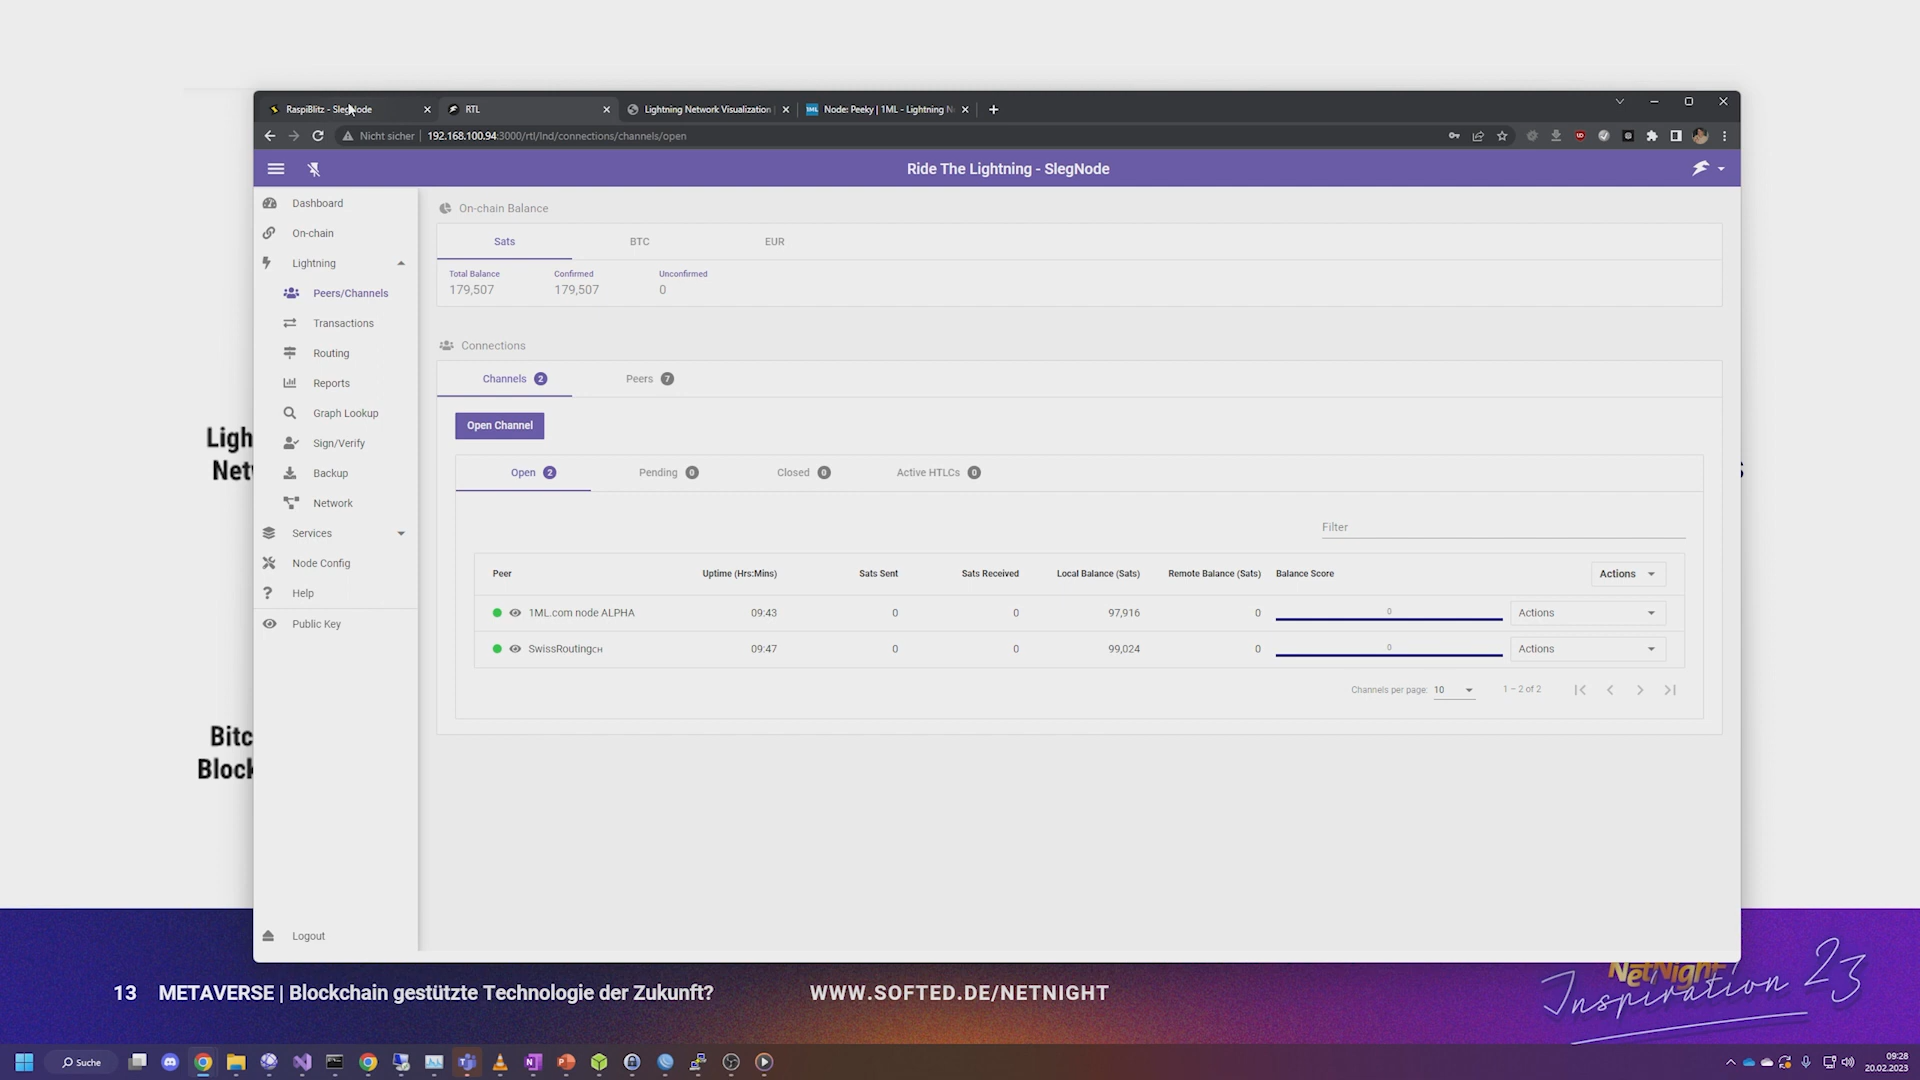 RaspiBlitz - SlegNode
RTL
Lightning Network Visualization
Node: Peeky | 1ML - Lightning N
Nicht sicher
192.168.100.94:3000/rtl/lnd/connections/channels/open
Ride The Lightning - SlegNode
Dashboard
On-chain
Lightning
Peers/Channels
Transactions
Routing
Reports
Graph Lookup
Sign/Verify
Backup
Network
Services
Node Config
Help
Public Key
Logout
On-chain Balance
Sats BTC EUR
Total Balance Confirmed Unconfirmed
179,507 179,507 0
Connections
Channels 2 Peers 7
Open Channel
Open 2 Pending 0 Closed 0 Active HTLCs 0
Filter
Peer Uptime (Hrs:Mins) Sats Sent Sats Received Local Balance (Sats) Remote Balance (Sats) Balance Score Actions
1ML.com node ALPHA 09:43 0 0 97,916 0 0 Actions
SwissRoutingCH 09:47 0 0 99,024 0 0 Actions
Channels per page: 10 1 – 2 of 2
Ligh
Net
Bitc
Block
13 METAVERSE | Blockchain gestützte Technologie der Zukunft? WWW.SOFTED.DE/NETNIGHT
NetNight
Inspiration 23
Suche
09:28
20.02.2023